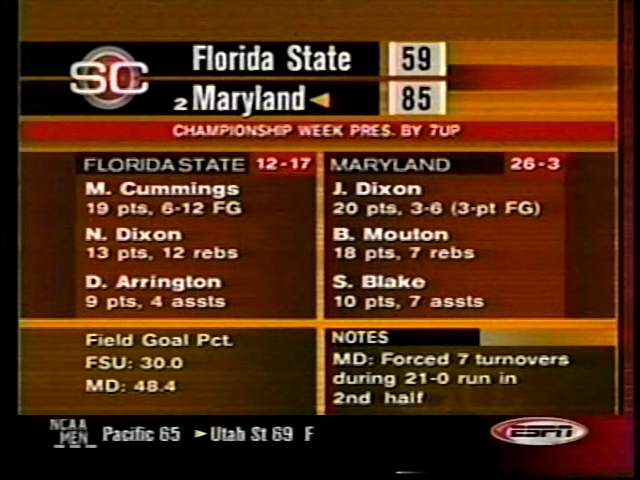 SC
Florida State 59
2 Maryland 85
CHAMPIONSHIP WEEK PRES. BY 7UP
FLORIDA STATE 12-17
M. Cummings
19 pts, 6-12 FG
N. Dixon
13 pts, 12 rebs
D. Arrington
9 pts, 4 assts
MARYLAND 26-3
J. Dixon
20 pts, 3-6 (3-pt FG)
B. Mouton
18 pts, 7 rebs
S. Blake
10 pts, 7 assts
Field Goal Pct.
FSU: 30.0
MD: 48.4
NOTES
MD: Forced 7 turnovers
during 21-0 run in
2nd half
NCAA
MEN
Pacific 65 Utah St 69 F
ESPN